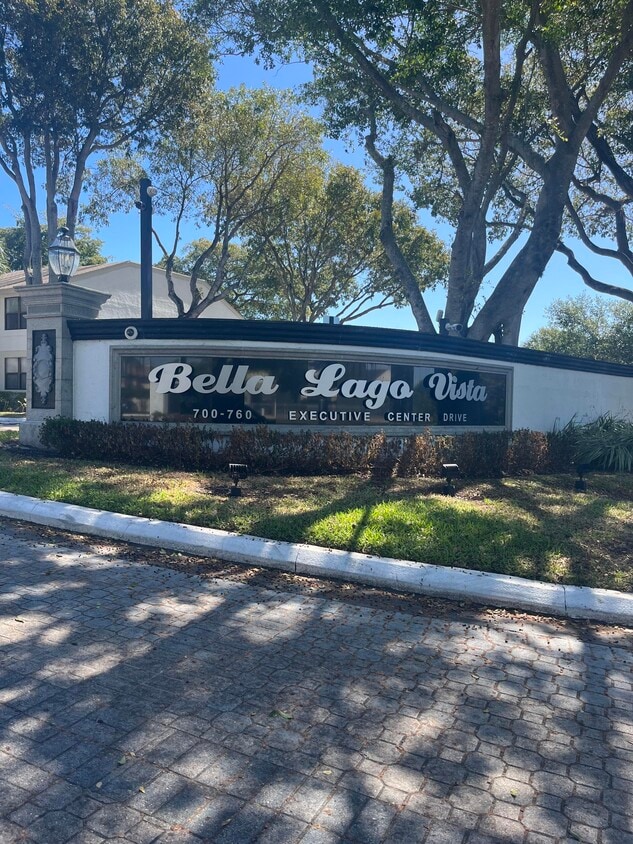 Bella Lago Vista
700-760 EXECUTIVE CENTER DRIVE